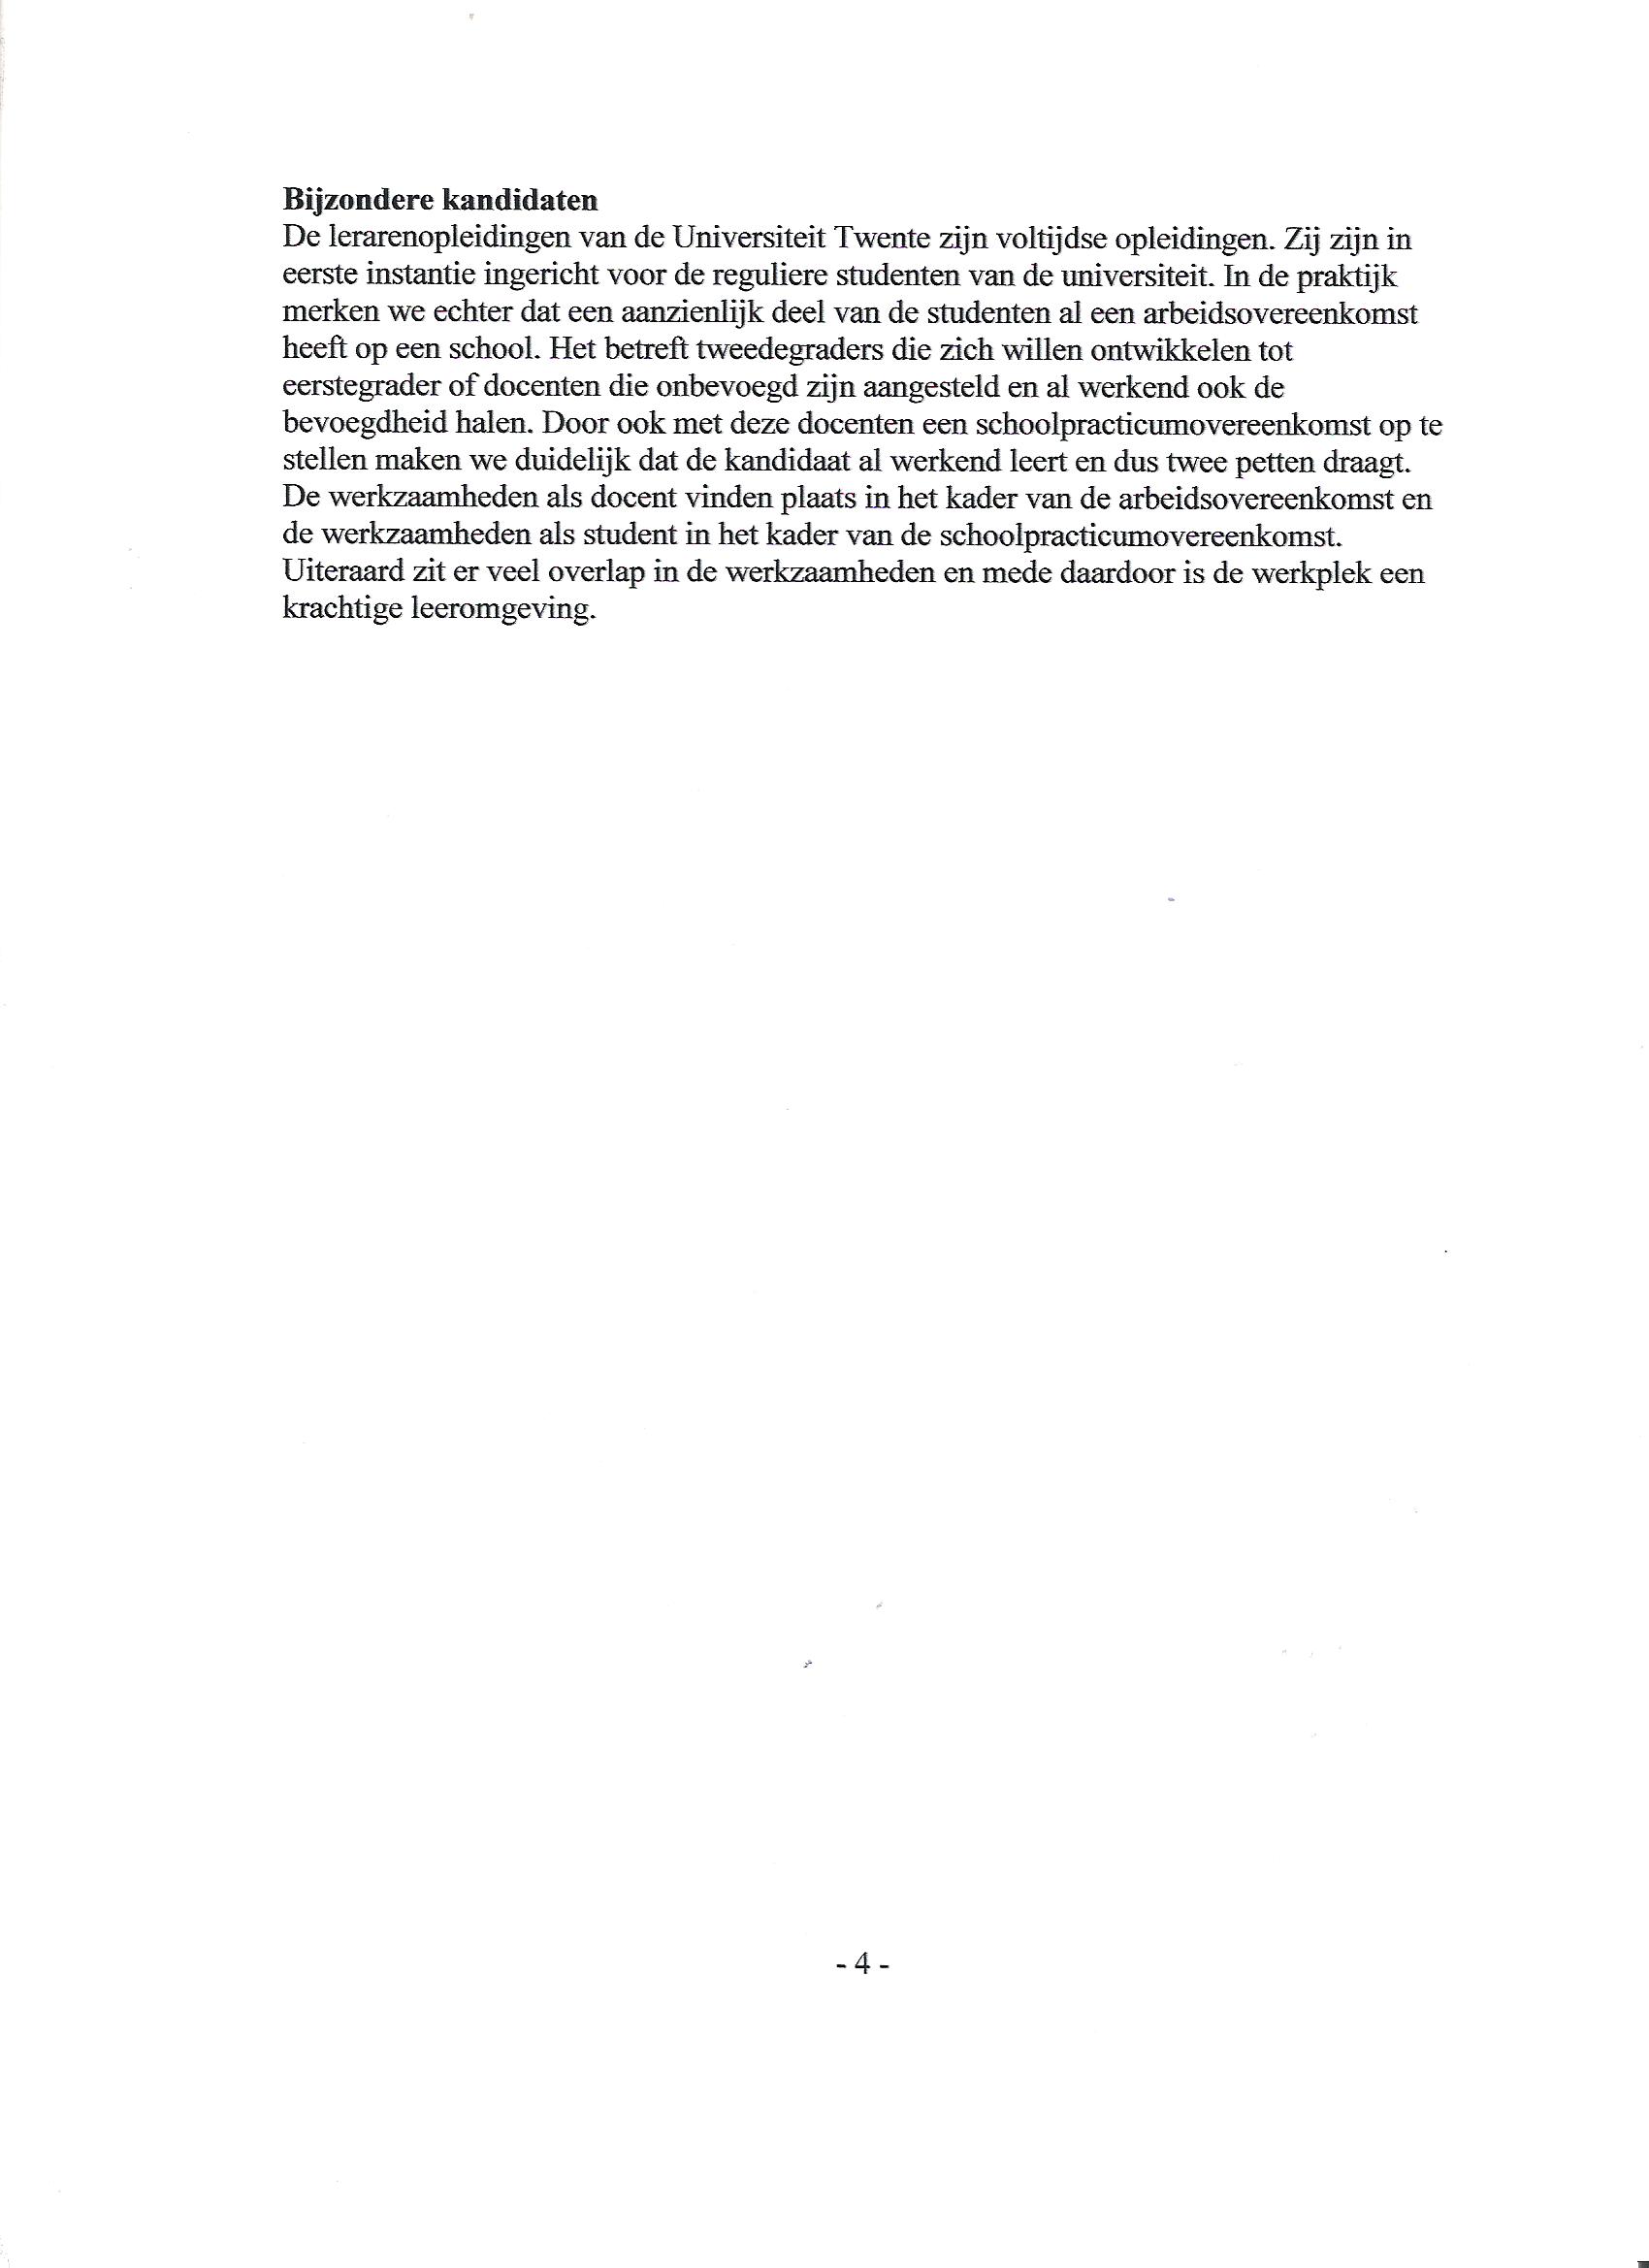 Bijzondere kandidaten
De lerarenopleidingen van de Universiteit Twente zijn voltijdse opleidingen. Zij zijn in
eerste instantie ingericht voor de reguliere studenten van de universiteit. In de praktijk
merken we echter dat een aanzienlijk deel van de studenten al een arbeidsovereenkomst
heeft op een school. Het betreft tweedegraders die zich willen ontwikkelen tot
eerstegrader of docenten die onbevoegd zijn aangesteld en al werkend ook de
bevoegdheid halen. Door ook met deze docenten een schoolpracticumovereenkomst op te
stellen maken we duidelijk dat de kandidaat al werkend leert en dus twee petten draagt.
De werkzaamheden als docent vinden plaats in het kader van de arbeidsovereenkomst en
de werkzaamheden als student in het kader van de schoolpracticumovereenkomst.
Uiteraard zit er veel overlap in de werkzaamheden en mede daardoor is de werkplek een
krachtige leeromgeving.
- 4 -